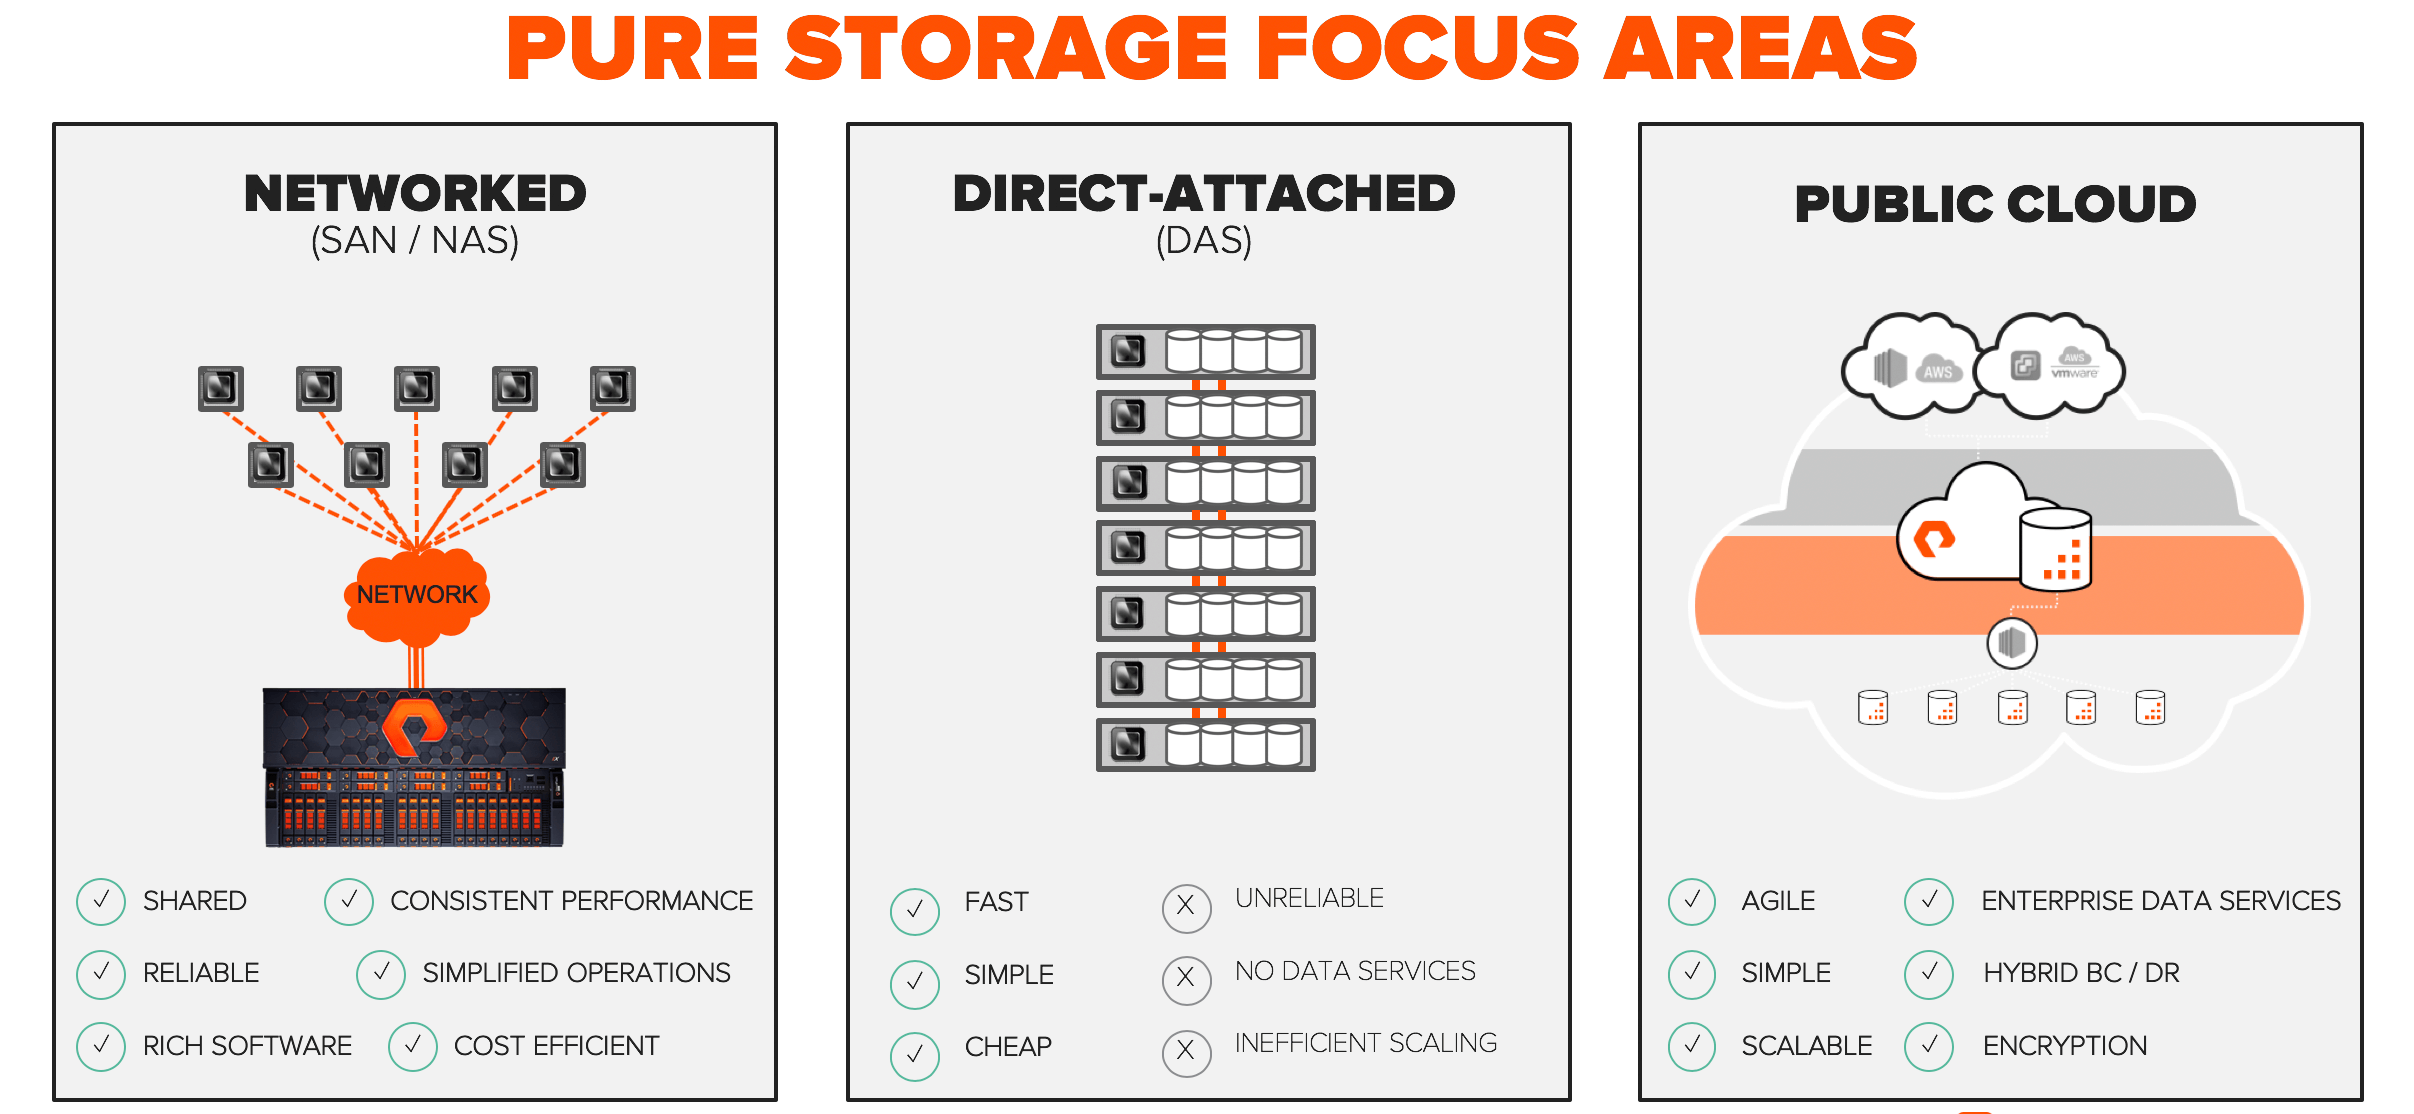 PURE STORAGE FOCUS AREAS
NETWORKED
(SAN / NAS)
NETWORK
SHARED
CONSISTENT PERFORMANCE
RELIABLE
SIMPLIFIED OPERATIONS
RICH SOFTWARE
COST EFFICIENT
DIRECT-ATTACHED
(DAS)
FAST
UNRELIABLE
SIMPLE
NO DATA SERVICES
CHEAP
INEFFICIENT SCALING
PUBLIC CLOUD
AWS
AWS
vmware
AGILE
ENTERPRISE DATA SERVICES
SIMPLE
HYBRID BC / DR
SCALABLE
ENCRYPTION